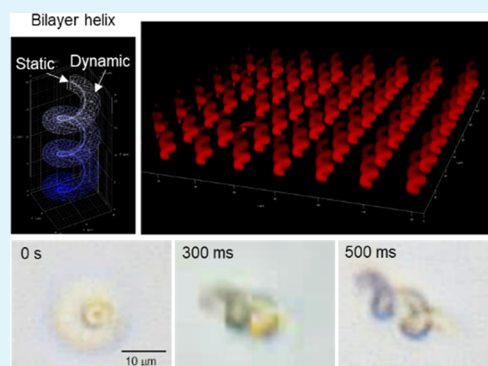 Bilayer helix
Static
Dynamic
0 s
300 ms
500 ms
10 μm